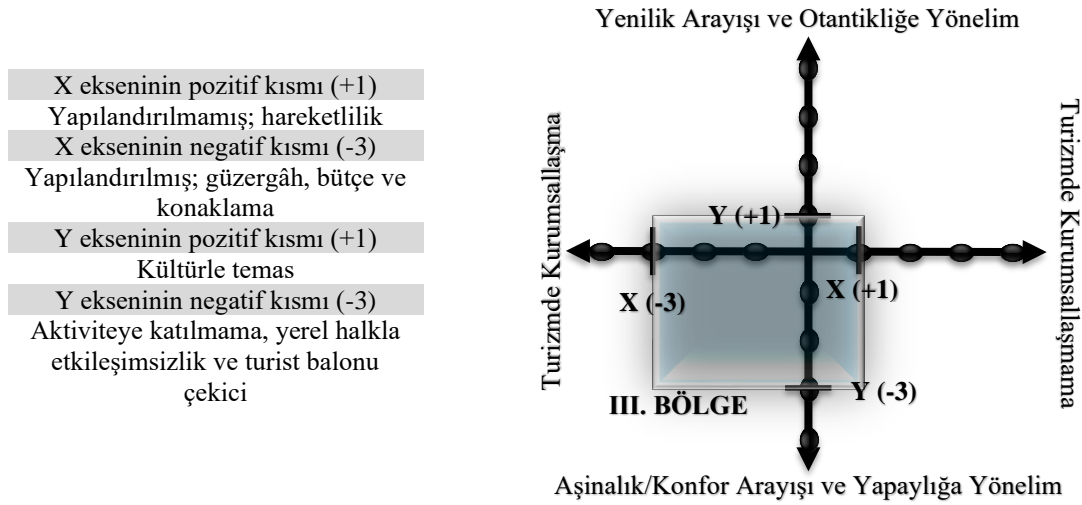 X ekseninin pozitif kısmı (+1)
Yapılandırılmamış; hareketlilik
X ekseninin negatif kısmı (-3)
Yapılandırılmış; güzergâh, bütçe ve
konaklama
Y ekseninin pozitif kısmı (+1)
Kültürle temas
Y ekseninin negatif kısmı (-3)
Aktiviteye katılmama, yerel halkla
etkileşimsizlik ve turist balonu
çekici
Yenilik Arayışı ve Otantikliğe Yönelim
Turizmde Kurumsallaşma
Turizmde Kurumsallaşmama
Y (+1)
X (-3)
X (+1)
Y (-3)
III. BÖLGE
Aşinalık/Konfor Arayışı ve Yapaylığa Yönelim